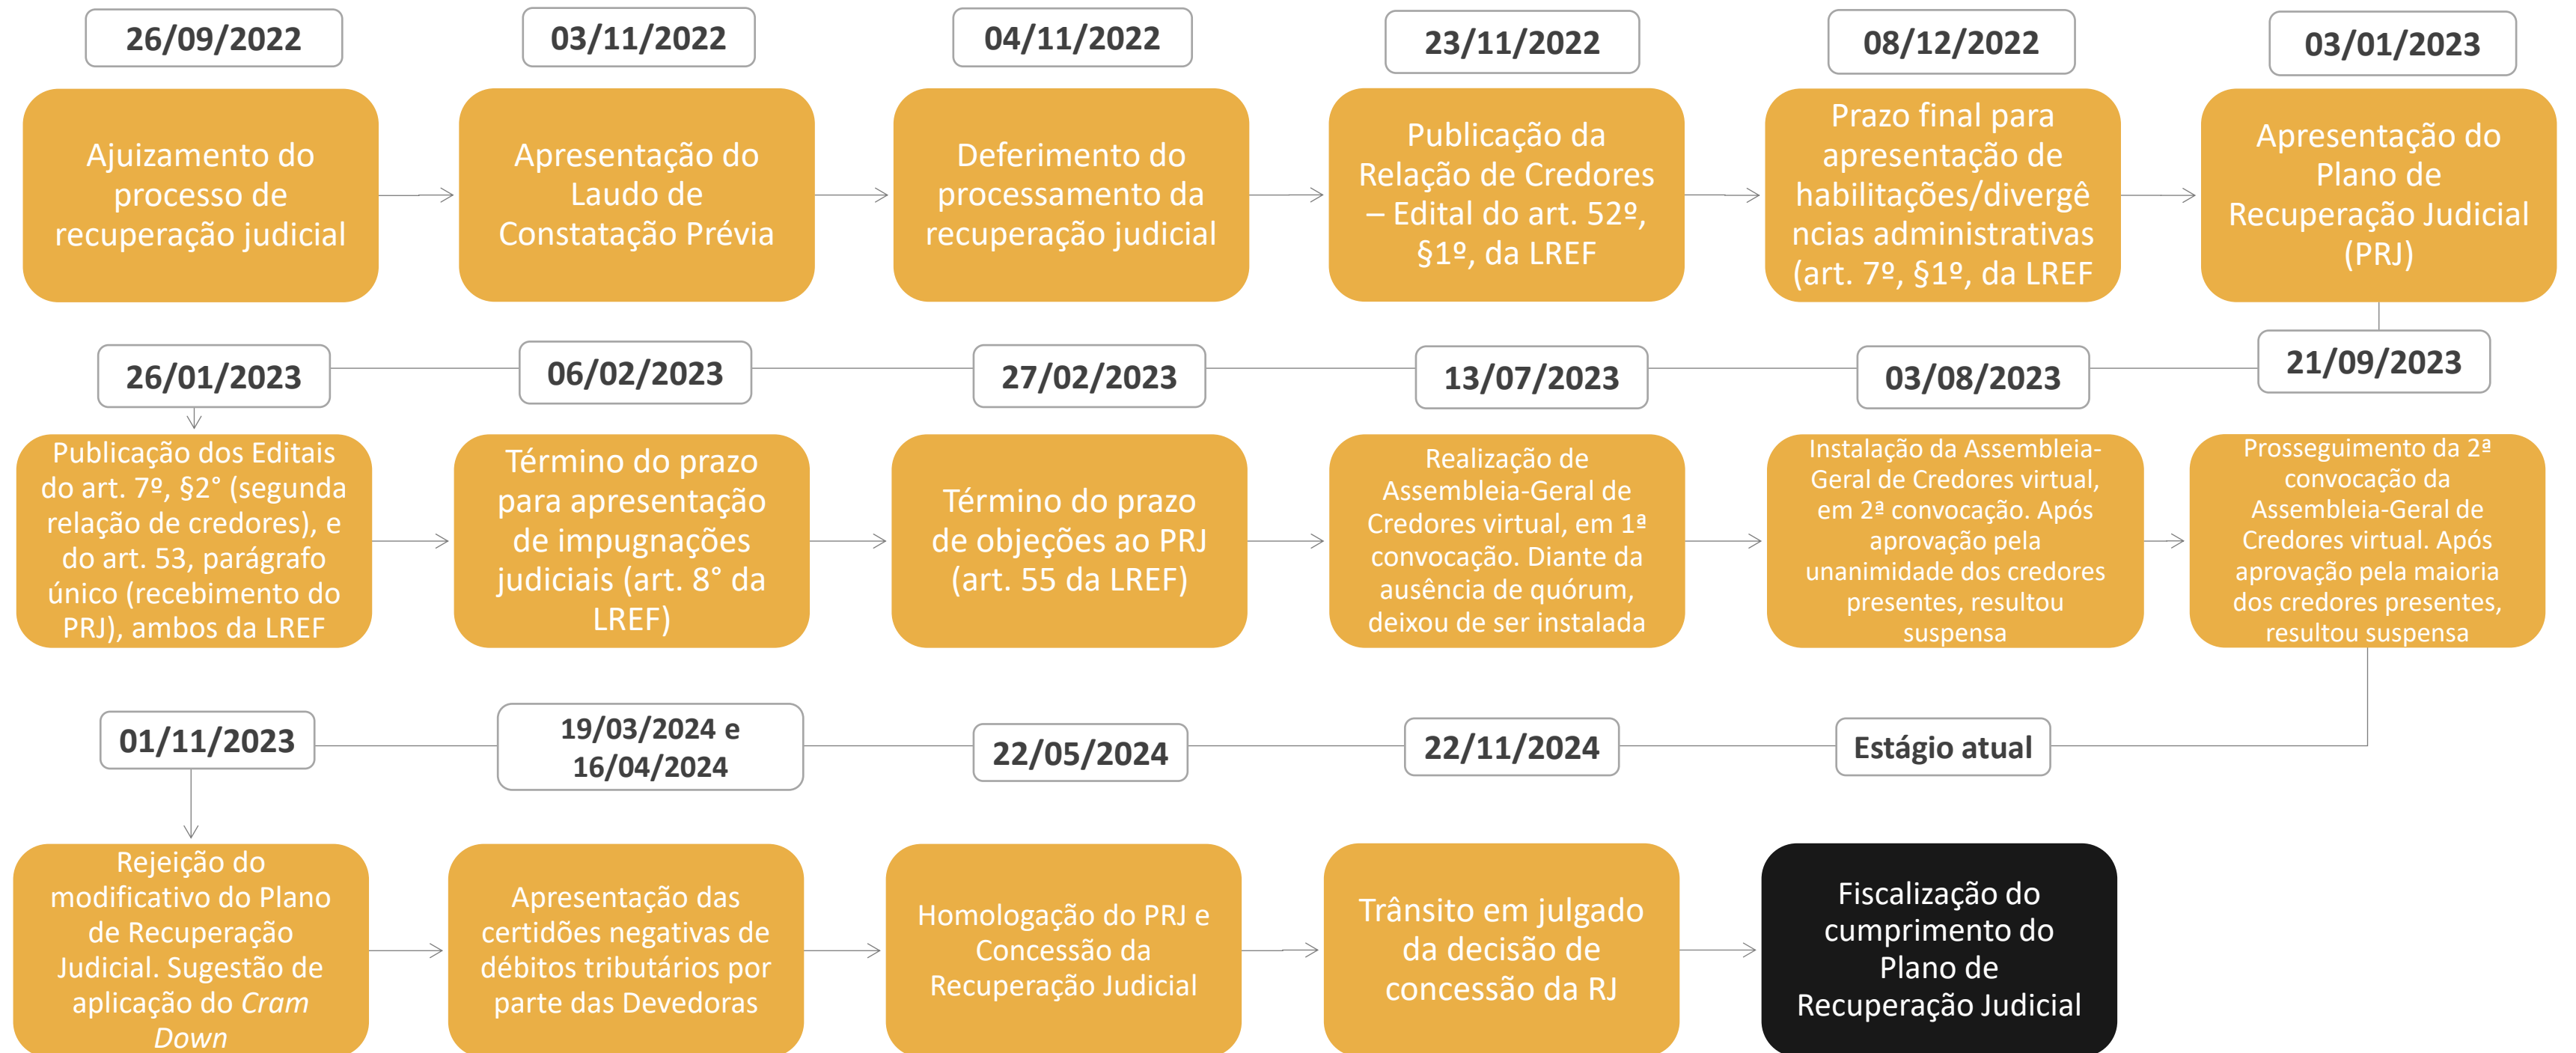 26/09/2022
Ajuizamento do
processo de
recuperação judicial
03/11/2022
Apresentação do
Laudo de
Constatação Prévia
04/11/2022
Deferimento do
processamento da
recuperação judicial
23/11/2022
Publicação da
Relação de Credores
– Edital do art. 52º,
§1º, da LREF
08/12/2022
Prazo final para
apresentação de
habilitações/divergê
ncias administrativas
(art. 7º, §1º, da LREF
03/01/2023
Apresentação do
Plano de
Recuperação Judicial
(PRJ)
26/01/2023
Publicação dos Editais
do art. 7º, §2° (segunda
relação de credores), e
do art. 53, parágrafo
único (recebimento do
PRJ), ambos da LREF
06/02/2023
Término do prazo
para apresentação
de impugnações
judiciais (art. 8° da
LREF)
27/02/2023
Término do prazo
de objeções ao PRJ
(art. 55 da LREF)
13/07/2023
Realização de
Assembleia-Geral de
Credores virtual, em 1ª
convocação. Diante da
ausência de quórum,
deixou de ser instalada
03/08/2023
Instalação da Assembleia-
Geral de Credores virtual,
em 2ª convocação. Após
aprovação pela
unanimidade dos credores
presentes, resultou
suspensa
21/09/2023
Prosseguimento da 2ª
convocação da
Assembleia-Geral de
Credores virtual. Após
aprovação pela maioria
dos credores presentes,
resultou suspensa
01/11/2023
Rejeição do
modificativo do Plano
de Recuperação
Judicial. Sugestão de
aplicação do Cram
Down
19/03/2024 e
16/04/2024
Apresentação das
certidões negativas de
débitos tributários por
parte das Devedoras
22/05/2024
Homologação do PRJ e
Concessão da
Recuperação Judicial
22/11/2024
Trânsito em julgado
da decisão de
concessão da RJ
Estágio atual
Fiscalização do
cumprimento do
Plano de
Recuperação Judicial